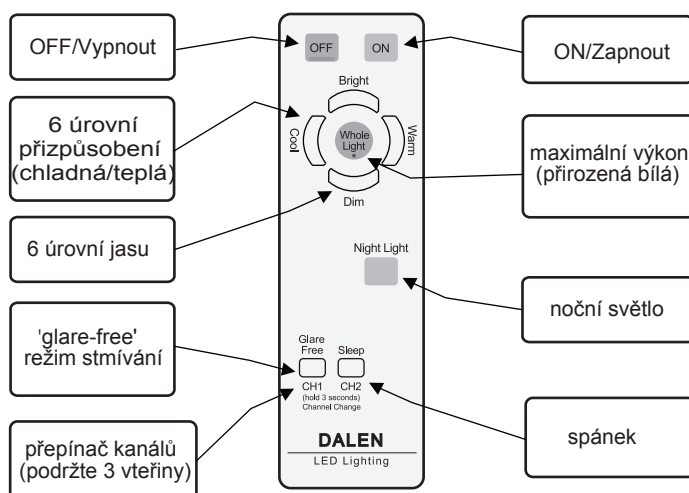 OFF/Vypnout
OFF
ON
ON/Zapnout
Bright
6 úrovní
přizpůsobení
(chladná/teplá)
Cool
Whole
Light
Warm
maximální výkon
(přirozená bílá)
Dim
6 úrovní jasu
Night Light
noční světlo
'glare-free'
režim stmívání
Glare
Free
Sleep
CH1
CH2
(hold 3 seconds)
Channel Change
přepínač kanálů
(podržte 3 vteřiny)
spánek
DALEN
LED Lighting